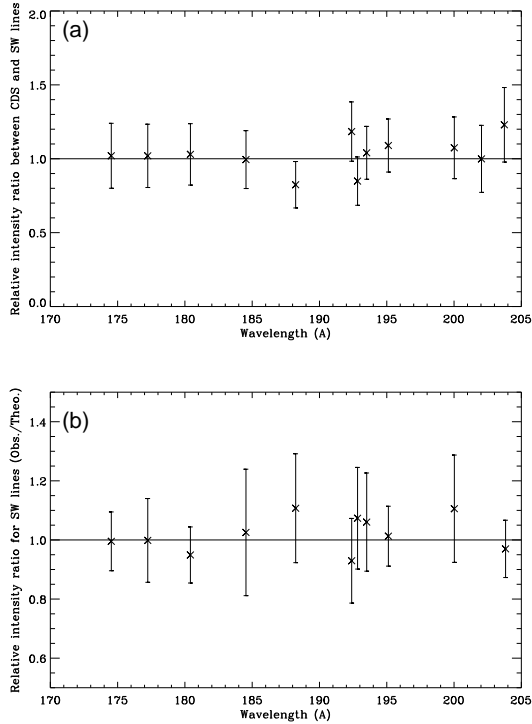 (a)
Relative intensity ratio between CDS and SW lines
2.0
1.5
1.0
0.5
0.0
170 175 180 185 190 195 200 205
Wavelength (A)
(b)
Relative intensity ratio for SW lines (Obs./Theo.)
1.4
1.2
1.0
0.8
0.6
170 175 180 185 190 195 200 205
Wavelength (A)